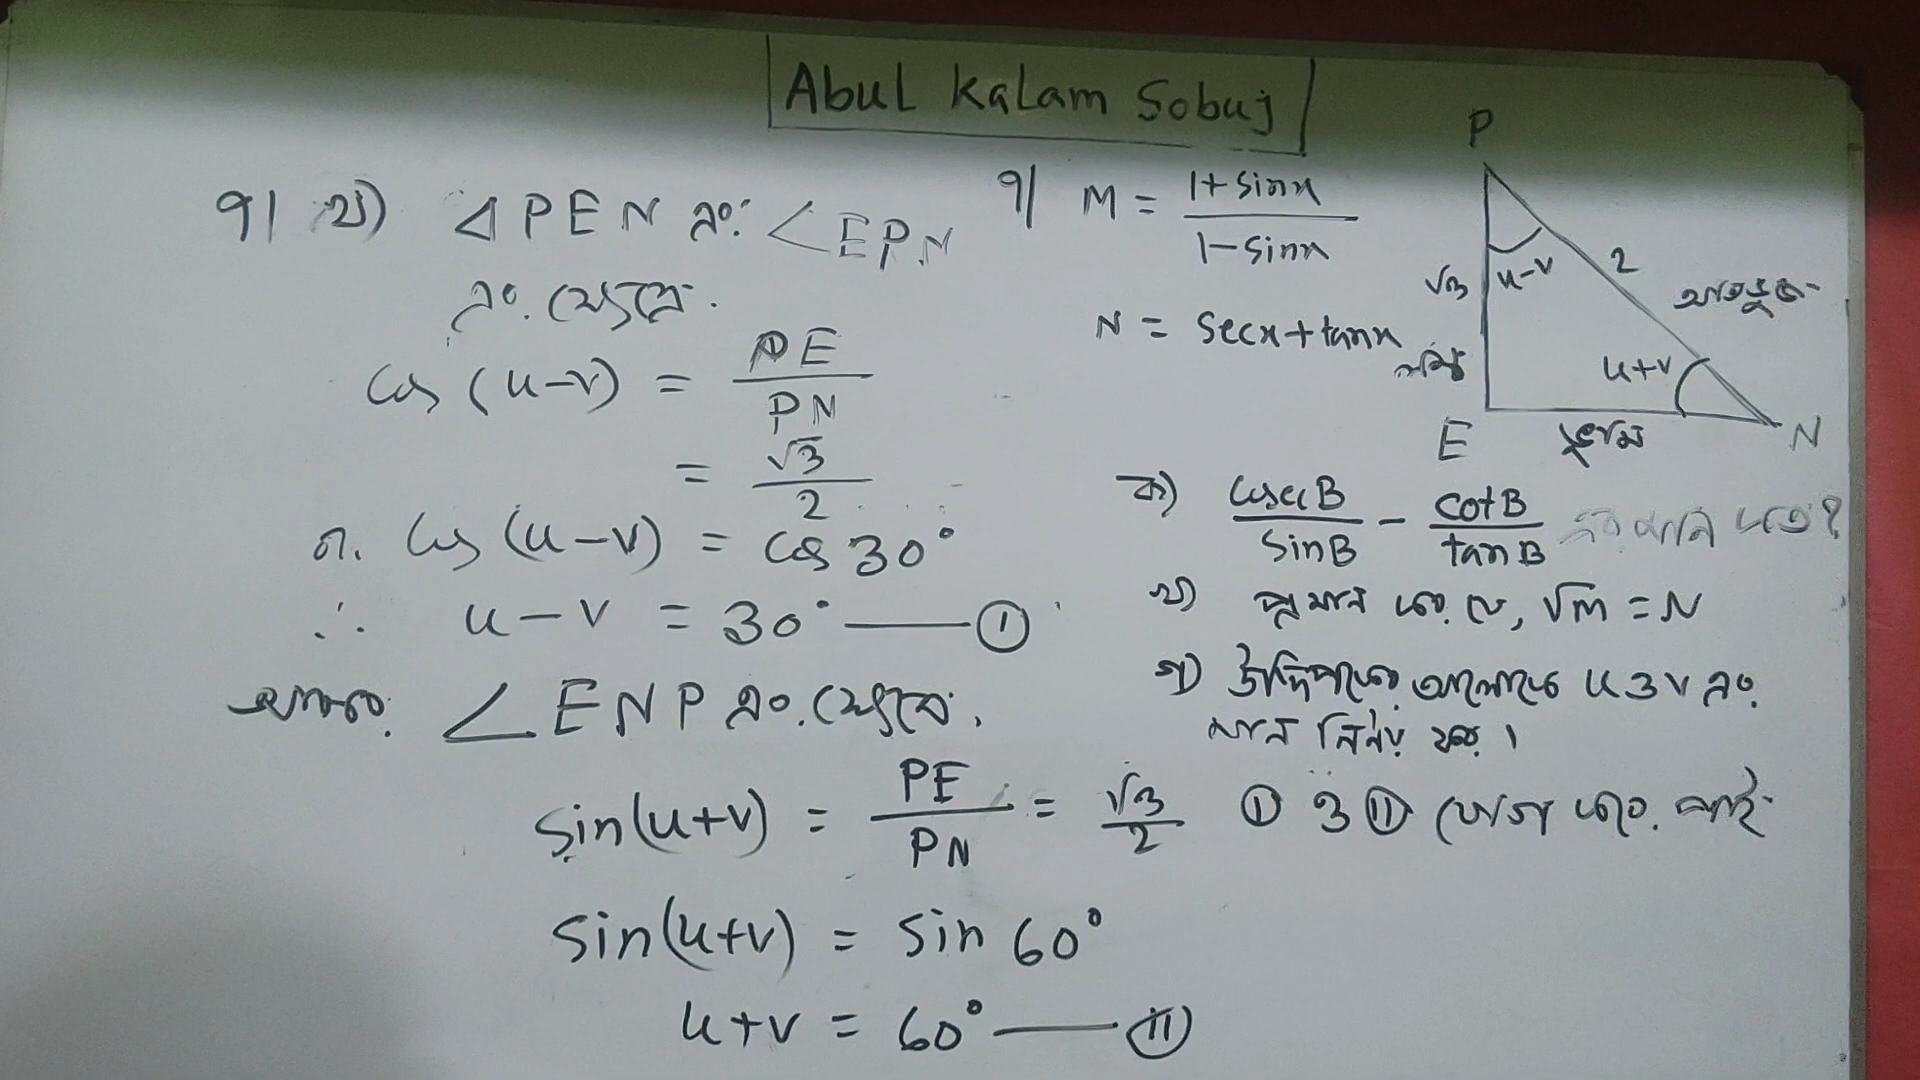 Abul Kalam Sobuj
৭। খ) △PEN এর ∠EPN
এর ক্ষেত্রে
cos (u-v) = PE/PN
= √3/2
বা, cos (u-v) = cos 30°
∴ u-v = 30° —— (i)
আবার, ∠ENP এর ক্ষেত্রে,
sin(u+v) = PE/PN = √3/2
sin(u+v) = sin 60°
u+v = 60° —— (ii)
৭। M = (1+sinx)/(1-sinx)
N = secx + tanx
P
√3
u-v
2
অতিভুজ
লম্ব
u+v
E
ভূমি
N
ক) cosecB/sinB - cotB/tanB এর মান কত?
খ) প্রমাণ কর যে, √m = N
গ) উদ্দীপকের আলোকে u ও v এর
মান নির্ণয় কর।
(i) ও (ii) যোগ করে পাই